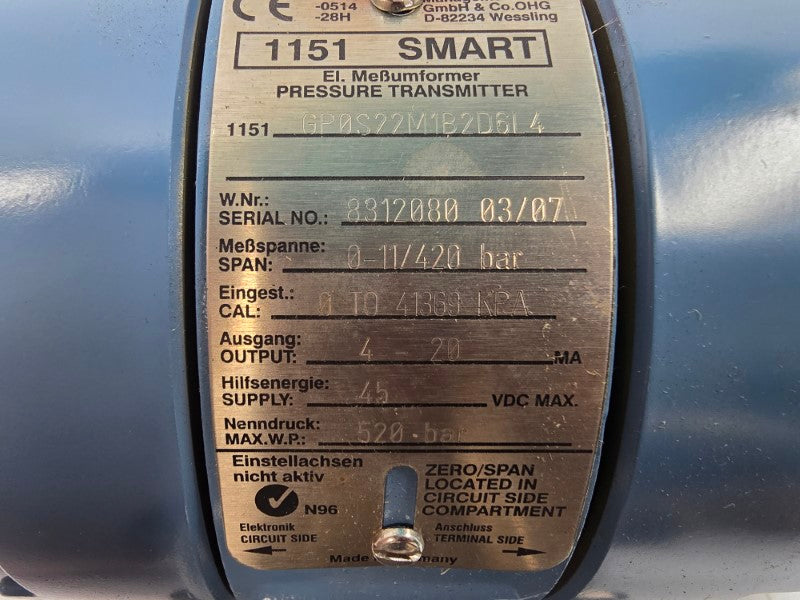 CE -0514
-28H
GmbH & Co.OHG
D-82234 Wessling
1151 SMART
El. Meßumformer
PRESSURE TRANSMITTER
1151 GP0S22M1B2D6L4
W.Nr.:
SERIAL NO.: 8312080 03/07
Meßspanne:
SPAN: 0-11/420 bar
Eingest.:
CAL: 0 TO 41369 KPA
Ausgang:
OUTPUT: 4 - 20 MA
Hilfsenergie:
SUPPLY: 45 VDC MAX.
Nenndruck:
MAX.W.P.: 520 bar
Einstellachsen
nicht aktiv
N96
ZERO/SPAN
LOCATED IN
CIRCUIT SIDE
COMPARTMENT
Elektronik
CIRCUIT SIDE
Anschluss
TERMINAL SIDE
Made